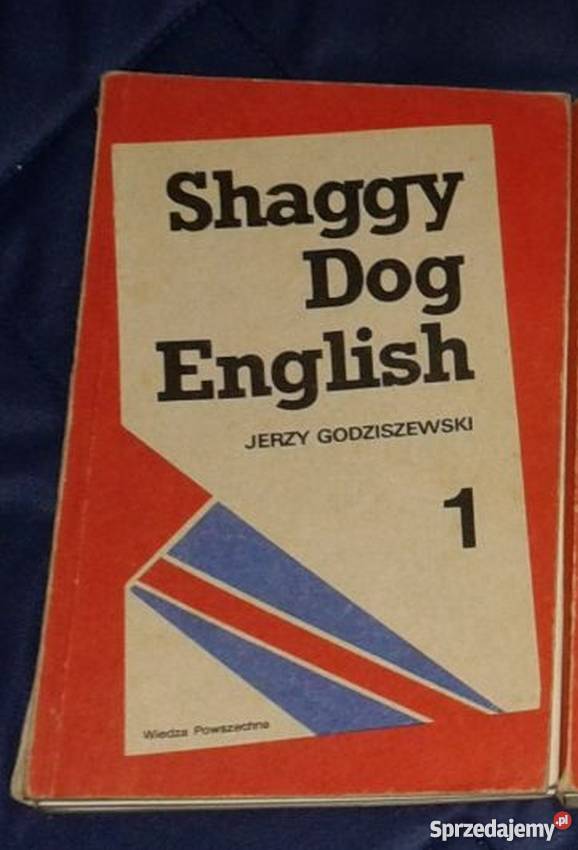 Shaggy
Dog
English
JERZY GODZISZEWSKI
1
Wiedza Powszechna
Sprzedajemy.pl